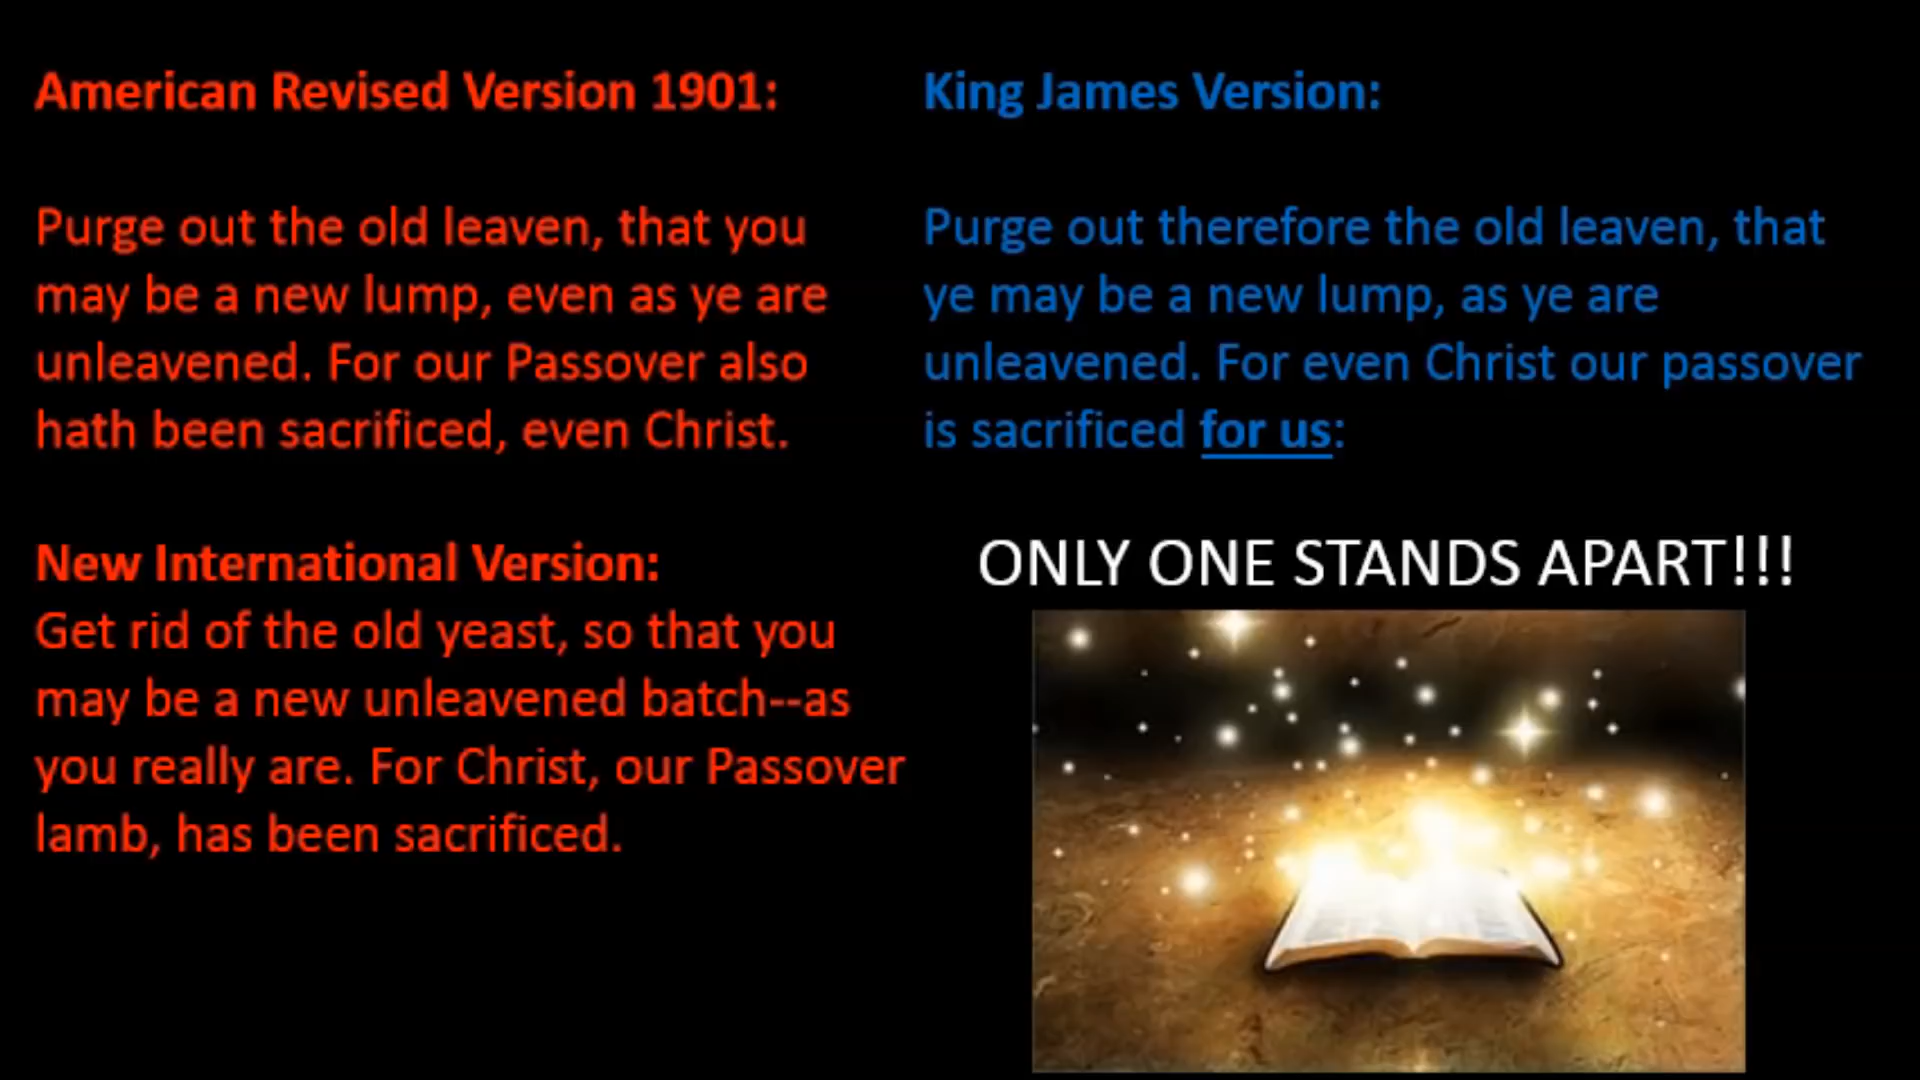 American Revised Version 1901:
Purge out the old leaven, that you
may be a new lump, even as ye are
unleavened. For our Passover also
hath been sacrificed, even Christ.
New International Version:
Get rid of the old yeast, so that you
may be a new unleavened batch--as
you really are. For Christ, our Passover
lamb, has been sacrificed.
King James Version:
Purge out therefore the old leaven, that
ye may be a new lump, as ye are
unleavened. For even Christ our passover
is sacrificed for us:
ONLY ONE STANDS APART!!!